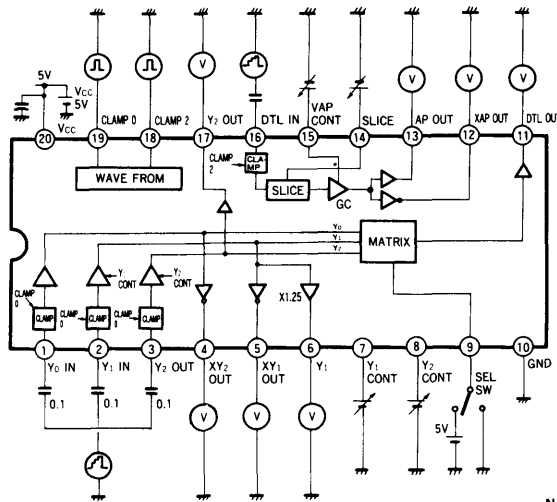 5V
VCC
5V
20 VCC
19 CLAMP 0
18 CLAMP 2
17 Y2 OUT
16 DTL IN
15 VAP CONT
14 SLICE
13 AP OUT
12 XAP OUT
11 DTL OUT
V
V
V
V
WAVE FROM
CLAMP 2
CLAMP
SLICE
GC
Y0
Y1
Y2
MATRIX
Y1 CONT
Y2 CONT
X1.25
CLAMP 0
CLAMP
CLAMP 0
CLAMP
CLAMP 0
CLAMP
1 Y0 IN
2 Y1 IN
3 Y2 OUT
4 XY2 OUT
5 XY1 OUT
6 Y1
7 Y1 CONT
8 Y2 CONT
9 SEL SW
10 GND
0.1
0.1
0.1
5V
V
V
V